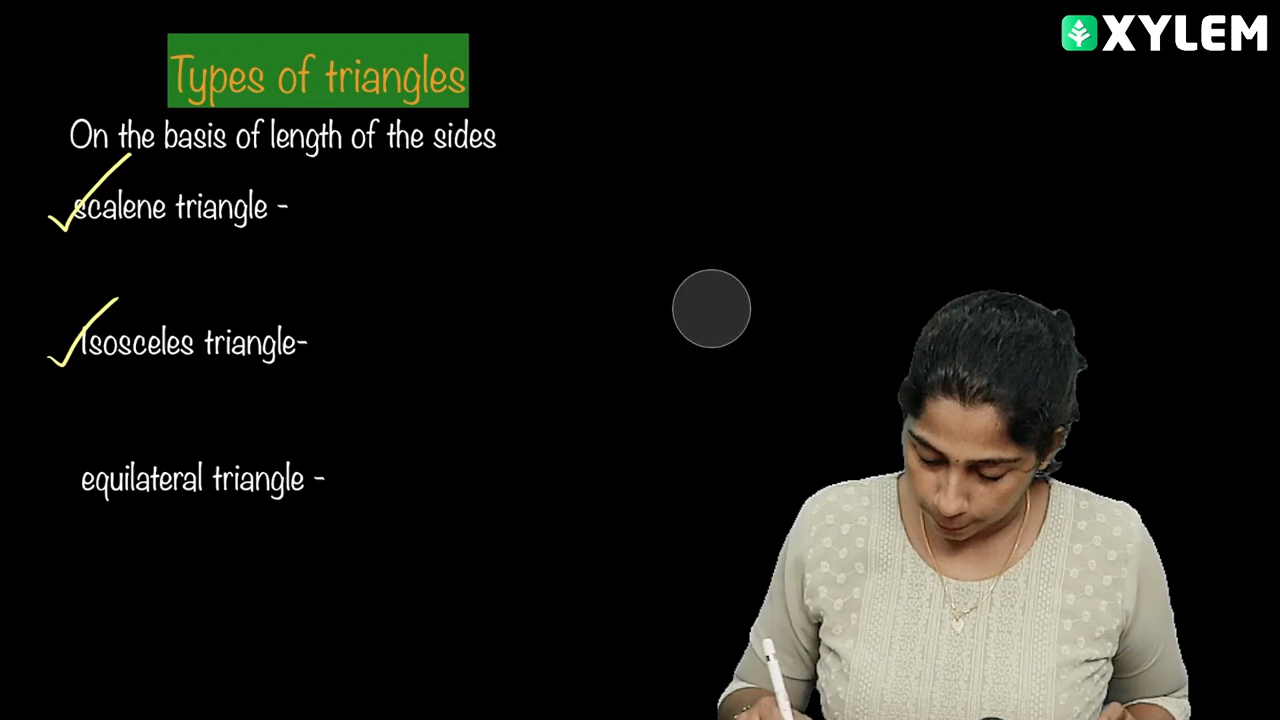 XYLEM
Types of triangles
On the basis of length of the sides
scalene triangle -
Isosceles triangle-
equilateral triangle -